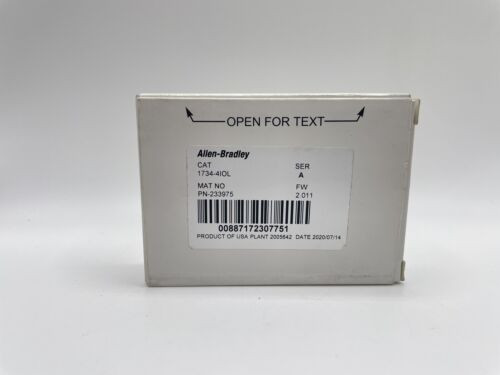 OPEN FOR TEXT
Allen-Bradley
CAT SER
1734-4IOL A
MAT NO FW
PN-233975 2.011
00887172307751
PRODUCT OF USA PLANT 2005642 DATE 2020/07/14